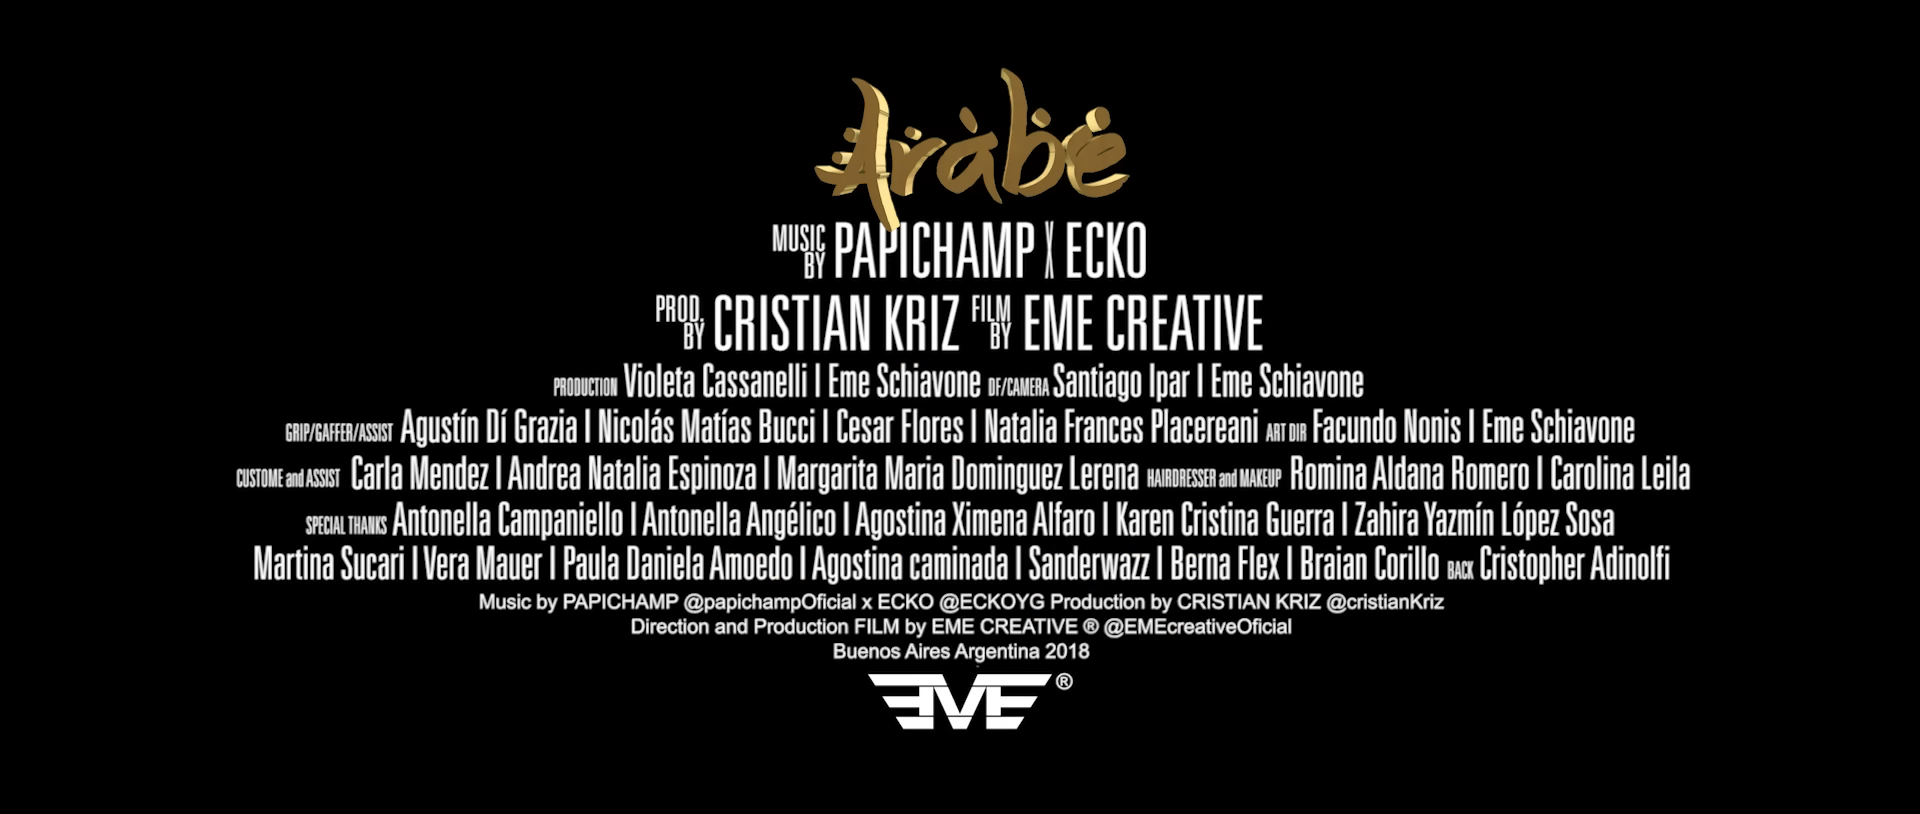 Arabe
MUSIC BY PAPICHAMP X ECKO
PROD. BY CRISTIAN KRIZ FILM BY EME CREATIVE
PRODUCTION Violeta Cassanelli | Eme Schiavone DF/CAMERA Santiago Ipar | Eme Schiavone
GRIP/GAFFER/ASSIST Agustín Dí Grazia | Nicolás Matías Bucci | Cesar Flores | Natalia Frances Placereani ART DIR Facundo Nonis | Eme Schiavone
CUSTOME and ASSIST Carla Mendez | Andrea Natalia Espinoza | Margarita Maria Dominguez Lerena HAIRDRESSER and MAKEUP Romina Aldana Romero | Carolina Leila
SPECIAL THANKS Antonella Campaniello | Antonella Angélico | Agostina Ximena Alfaro | Karen Cristina Guerra | Zahira Yazmín López Sosa
Martina Sucari | Vera Mauer | Paula Daniela Amoedo | Agostina caminada | Sanderwazz | Berna Flex | Braian Corillo BACK Cristopher Adinolfi
Music by PAPICHAMP @papichampOficial x ECKO @ECKOYG Production by CRISTIAN KRIZ @cristianKriz
Direction and Production FILM by EME CREATIVE ® @EMEcreativeOficial
Buenos Aires Argentina 2018
EME ®